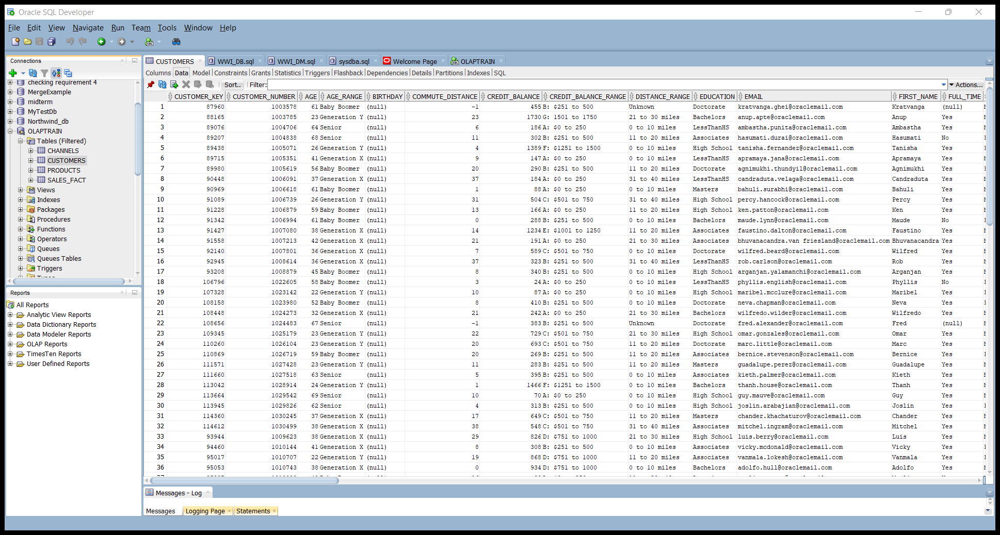 Oracle SQL Developer
File Edit View Navigate Run Team Tools Window Help
Connections
checking requirement 4
MergeExample
midterm
MyTestDb
Northwind_db
OLAPTRAIN
Tables (Filtered)
CHANNELS
CUSTOMERS
PRODUCTS
SALES_FACT
Views
Indexes
Packages
Procedures
Functions
Operators
Queues
Queues Tables
Triggers
Types
Reports
All Reports
Analytic View Reports
Data Dictionary Reports
Data Modeler Reports
OLAP Reports
TimesTen Reports
User Defined Reports
CUSTOMERS WWI_DB.sql WWI_DM.sql sysdba.sql Welcome Page OLAPTRAIN
Columns Data Model Constraints Grants Statistics Triggers Flashback Dependencies Details Partitions Indexes SQL
Sort.. Filter: Actions...
CUSTOMER_KEY CUSTOMER_NUMBER AGE AGE_RANGE BIRTHDAY COMMUTE_DISTANCE CREDIT_BALANCE CREDIT_BALANCE_RANGE DISTANCE_RANGE EDUCATION EMAIL FIRST_NAME FULL_TIME
1 87960 1003578 61 Baby Boomer (null) -1 455 B: $251 to 500 Unknown Doctorate kratvanga.ghei@oraclemail.com Kratvanga (null)
2 88165 1003785 23 Generation Y (null) 23 1730 G: 1501 to 1750 21 to 30 miles Bachelors anup.apte@oraclemail.com Anup Yes
3 89076 1004706 64 Senior (null) 6 186 A: $0 to 250 0 to 10 miles LessThanHS ambastha.punita@oraclemail.com Ambastha Yes
4 89207 1004838 68 Senior (null) 11 302 B: $251 to 500 11 to 20 miles Associates hasumati.durai@oraclemail.com Hasumati No
5 89438 1005071 26 Generation Y (null) 4 1389 F: $1251 to 1500 0 to 10 miles High School tanisha.fernandez@oraclemail.com Tanisha Yes
6 89715 1005351 41 Generation X (null) 9 147 A: $0 to 250 0 to 10 miles LessThanHS apramaya.jana@oraclemail.com Apramaya Yes
7 89980 1005619 56 Baby Boomer (null) 20 290 B: $251 to 500 11 to 20 miles Doctorate agnimukhi.thundyil@oraclemail.com Agnimukhi Yes
8 90448 1006091 37 Generation X (null) 37 184 A: $0 to 250 31 to 40 miles LessThanHS candraduta.velaga@oraclemail.com Candraduta Yes
9 90969 1006618 61 Baby Boomer (null) 1 88 A: $0 to 250 0 to 10 miles Masters bahuli.surabhi@oraclemail.com Bahuli Yes
10 91089 1006739 26 Generation Y (null) 31 504 C: $501 to 750 31 to 40 miles High School percy.hancock@oraclemail.com Percy Yes
11 91228 1006879 59 Baby Boomer (null) 13 166 A: $0 to 250 11 to 20 miles High School ken.patton@oraclemail.com Ken Yes
12 91342 1006994 61 Baby Boomer (null) 0 288 B: $251 to 500 0 to 10 miles Bachelors maude.lynn@oraclemail.com Maude No
13 91427 1007080 38 Generation X (null) 14 1234 E: $1001 to 1250 11 to 20 miles Associates faustino.dalton@oraclemail.com Faustino Yes
14 91558 1007213 42 Generation X (null) 21 191 A: $0 to 250 21 to 30 miles Associates bhuvanacandra.van friesland@oraclemail.com Bhuvanacandra Yes
15 92140 1007801 36 Generation X (null) 7 589 C: $501 to 750 0 to 10 miles Doctorate wilfred.beard@oraclemail.com Wilfred Yes
16 92945 1008614 36 Generation X (null) 37 323 B: $251 to 500 31 to 40 miles LessThanHS rob.carlson@oraclemail.com Rob Yes
17 93208 1008879 45 Baby Boomer (null) 8 340 B: $251 to 500 0 to 10 miles High School arganjan.yalamanchi@oraclemail.com Arganjan Yes
18 106796 1022605 58 Baby Boomer (null) 3 24 A: $0 to 250 0 to 10 miles LessThanHS phyllis.english@oraclemail.com Phyllis No
19 107328 1023142 22 Generation Y (null) 10 87 A: $0 to 250 0 to 10 miles High School maribel.mcclure@oraclemail.com Maribel Yes
20 108158 1023980 52 Baby Boomer (null) 8 410 B: $251 to 500 0 to 10 miles Doctorate neva.chapman@oraclemail.com Neva Yes
21 108448 1024273 32 Generation X (null) 21 242 A: $0 to 250 21 to 30 miles Bachelors wilfredo.wilder@oraclemail.com Wilfredo Yes
22 108656 1024483 67 Senior (null) -1 383 B: $251 to 500 Unknown Doctorate fred.alexander@oraclemail.com Fred (null)
23 109345 1025179 23 Generation Y (null) 22 729 C: $501 to 750 21 to 30 miles High School omar.gonzales@oraclemail.com Omar Yes
24 110260 1026104 23 Generation Y (null) 20 693 C: $501 to 750 11 to 20 miles Doctorate marc.little@oraclemail.com Marc Yes
25 110869 1026719 59 Baby Boomer (null) 20 269 B: $251 to 500 11 to 20 miles Associates bernice.stevenson@oraclemail.com Bernice Yes
26 111571 1027428 23 Generation Y (null) 11 283 B: $251 to 500 11 to 20 miles Masters guadalupe.perez@oraclemail.com Guadalupe Yes
27 111660 1027518 63 Senior (null) 5 395 B: $251 to 500 0 to 10 miles Associates kieth.palmer@oraclemail.com Kieth Yes
28 113042 1028914 24 Generation Y (null) 1 1466 F: $1251 to 1500 0 to 10 miles Bachelors thanh.house@oraclemail.com Thanh Yes
29 113664 1029542 69 Senior (null) 10 70 A: $0 to 250 0 to 10 miles High School guy.mauve@oraclemail.com Guy Yes
30 113945 1029826 62 Senior (null) 4 313 B: $251 to 500 0 to 10 miles High School joslin.arabajian@oraclemail.com Joslin Yes
31 114360 1030245 37 Generation X (null) 17 649 C: $501 to 750 11 to 20 miles Masters chander.khachaturov@oraclemail.com Chander Yes
32 114612 1030499 38 Generation X (null) 38 548 C: $501 to 750 31 to 40 miles Associates mitchel.ingram@oraclemail.com Mitchel Yes
33 93944 1009623 38 Generation X (null) 29 826 D: $751 to 1000 21 to 30 miles High School luis.berry@oraclemail.com Luis Yes
34 94460 1010144 41 Generation X (null) 8 308 B: $251 to 500 0 to 10 miles Associates vicky.mcdonald@oraclemail.com Vicky Yes
35 95017 1010707 22 Generation Y (null) 19 868 D: $751 to 1000 11 to 20 miles Associates vanmala.lokesh@oraclemail.com Vanmala Yes
36 95053 1010743 38 Generation X (null) 0 934 D: $751 to 1000 0 to 10 miles Bachelors adolfo.hull@oraclemail.com Adolfo Yes
Messages - Log
Messages Logging Page Statements